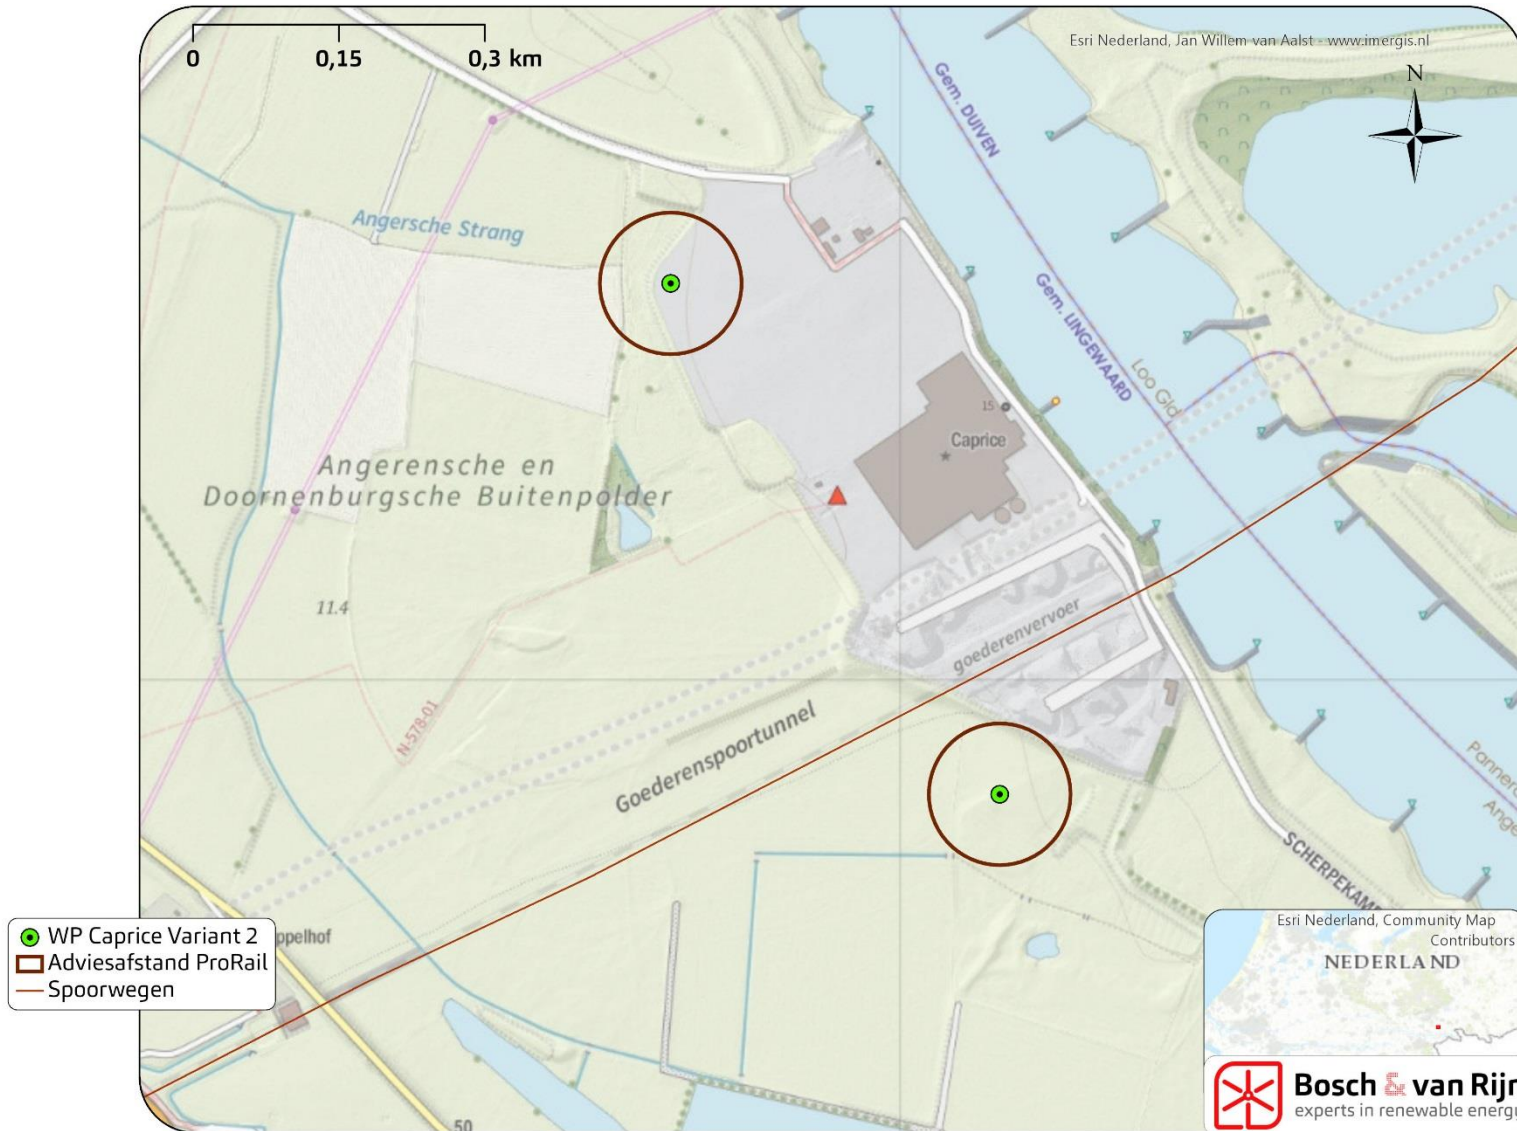 0 0,15 0,3 km
Esri Nederland, Jan Willem van Aalst - www.imergis.nl
N
Gem. DUIVEN
Angersche Strang
Gem. LINGEWAARD
Loo Gld
15
Caprice
Angerensche en
Doornenburgsche Buitenpolder
11.4
goederenvervoer
N-578-01
Goederenspoortunnel
Pannerd
Ange
SCHERPEKAMP
WP Caprice Variant 2
Adviesafstand ProRail
Spoorwegen
ppelhof
50
Esri Nederland, Community Map
Contributors
NEDERLAND
Bosch & van Rijn
experts in renewable energy